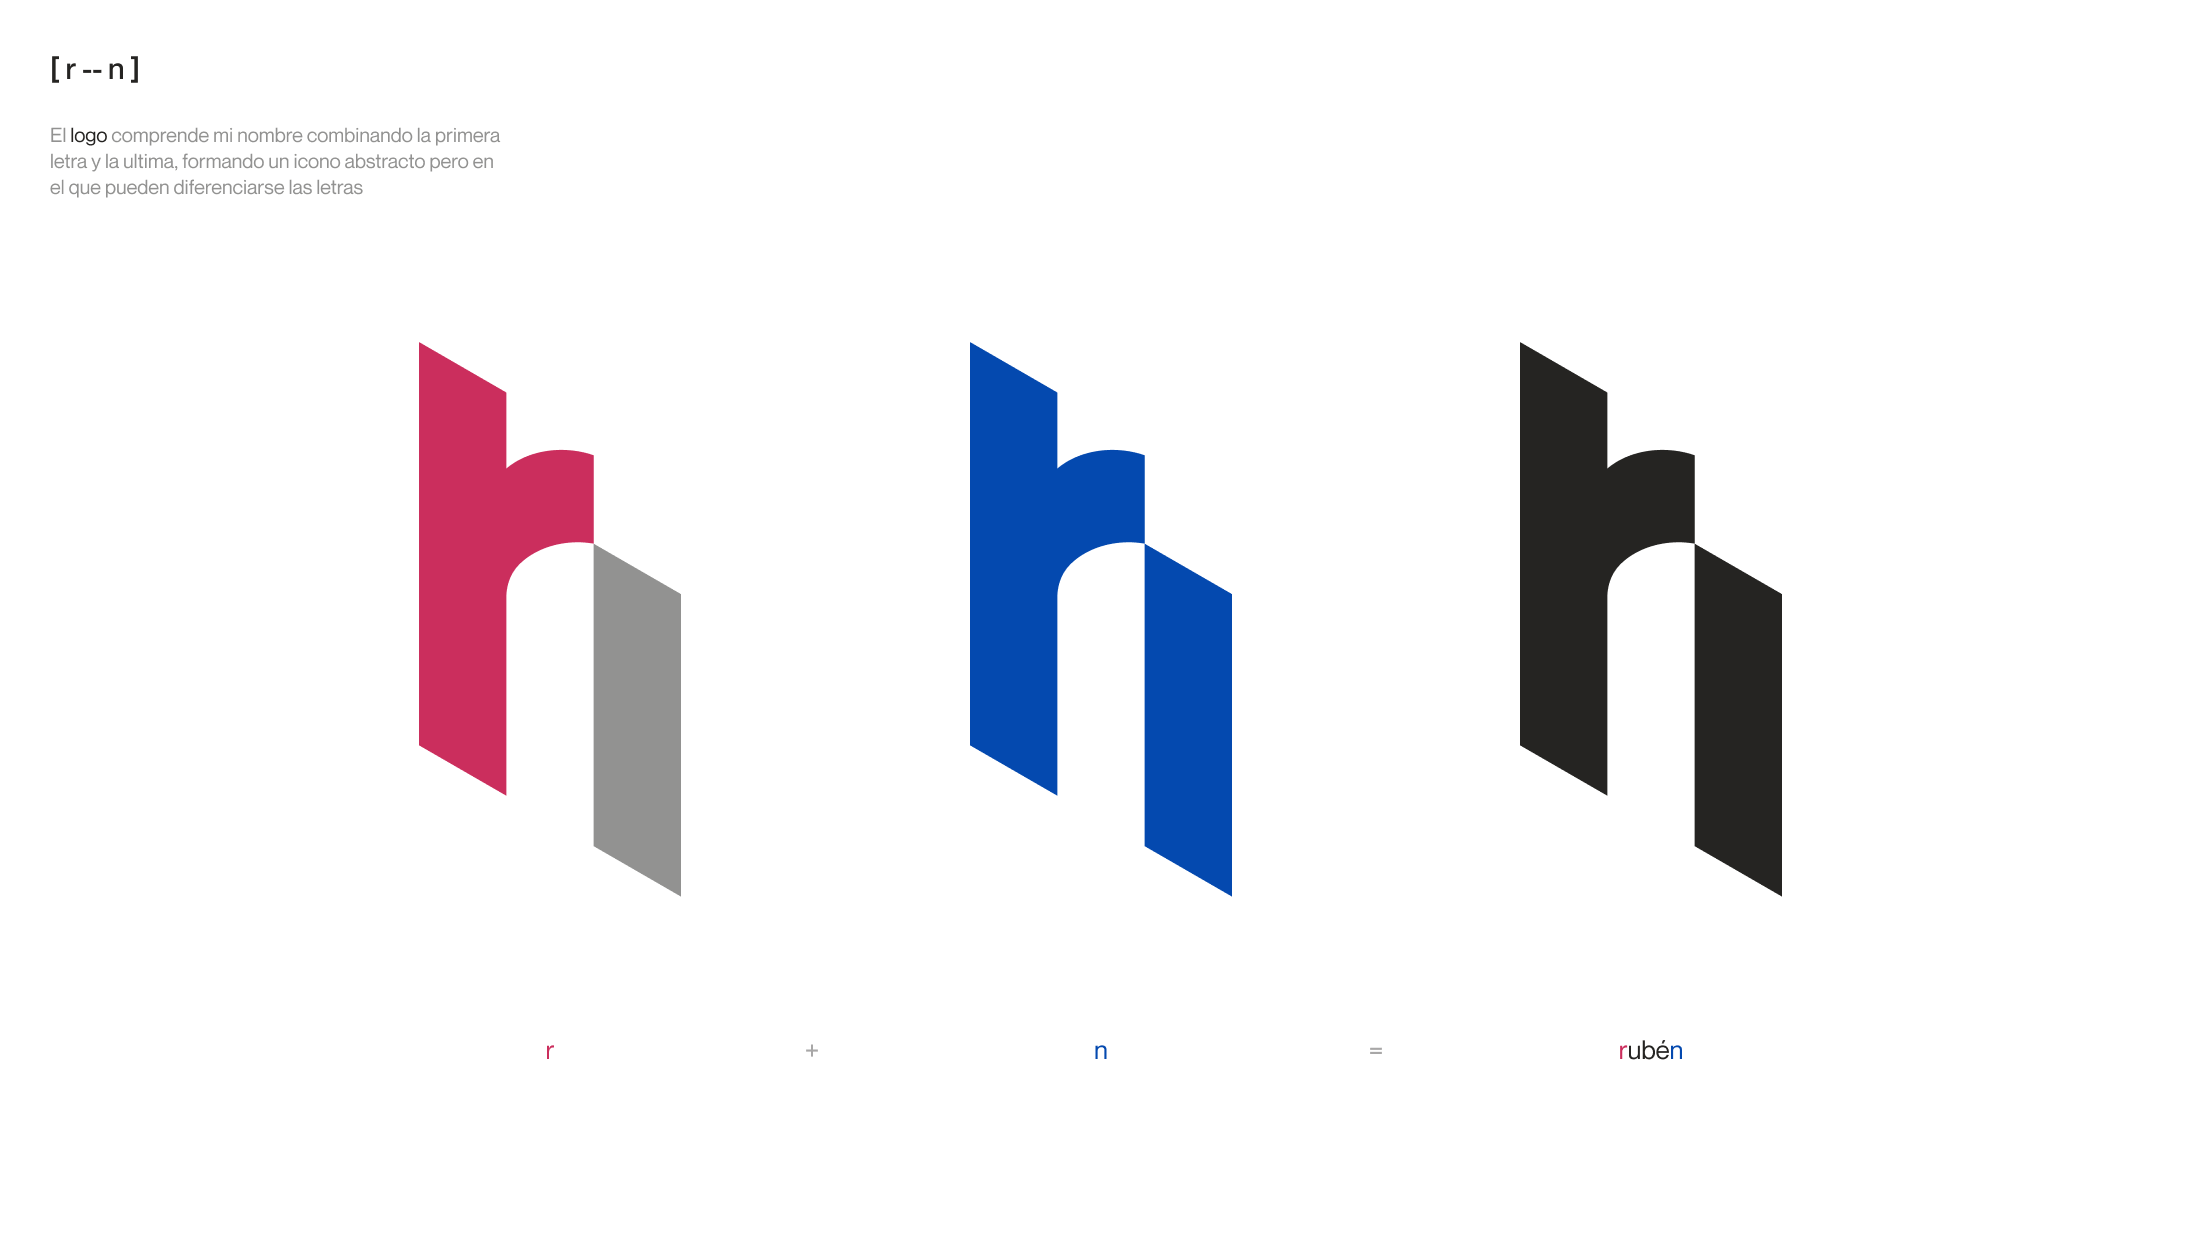 [ r -- n ]
El logo comprende mi nombre combinando la primera
letra y la ultima, formando un icono abstracto pero en
el que pueden diferenciarse las letras
r + n = rubén